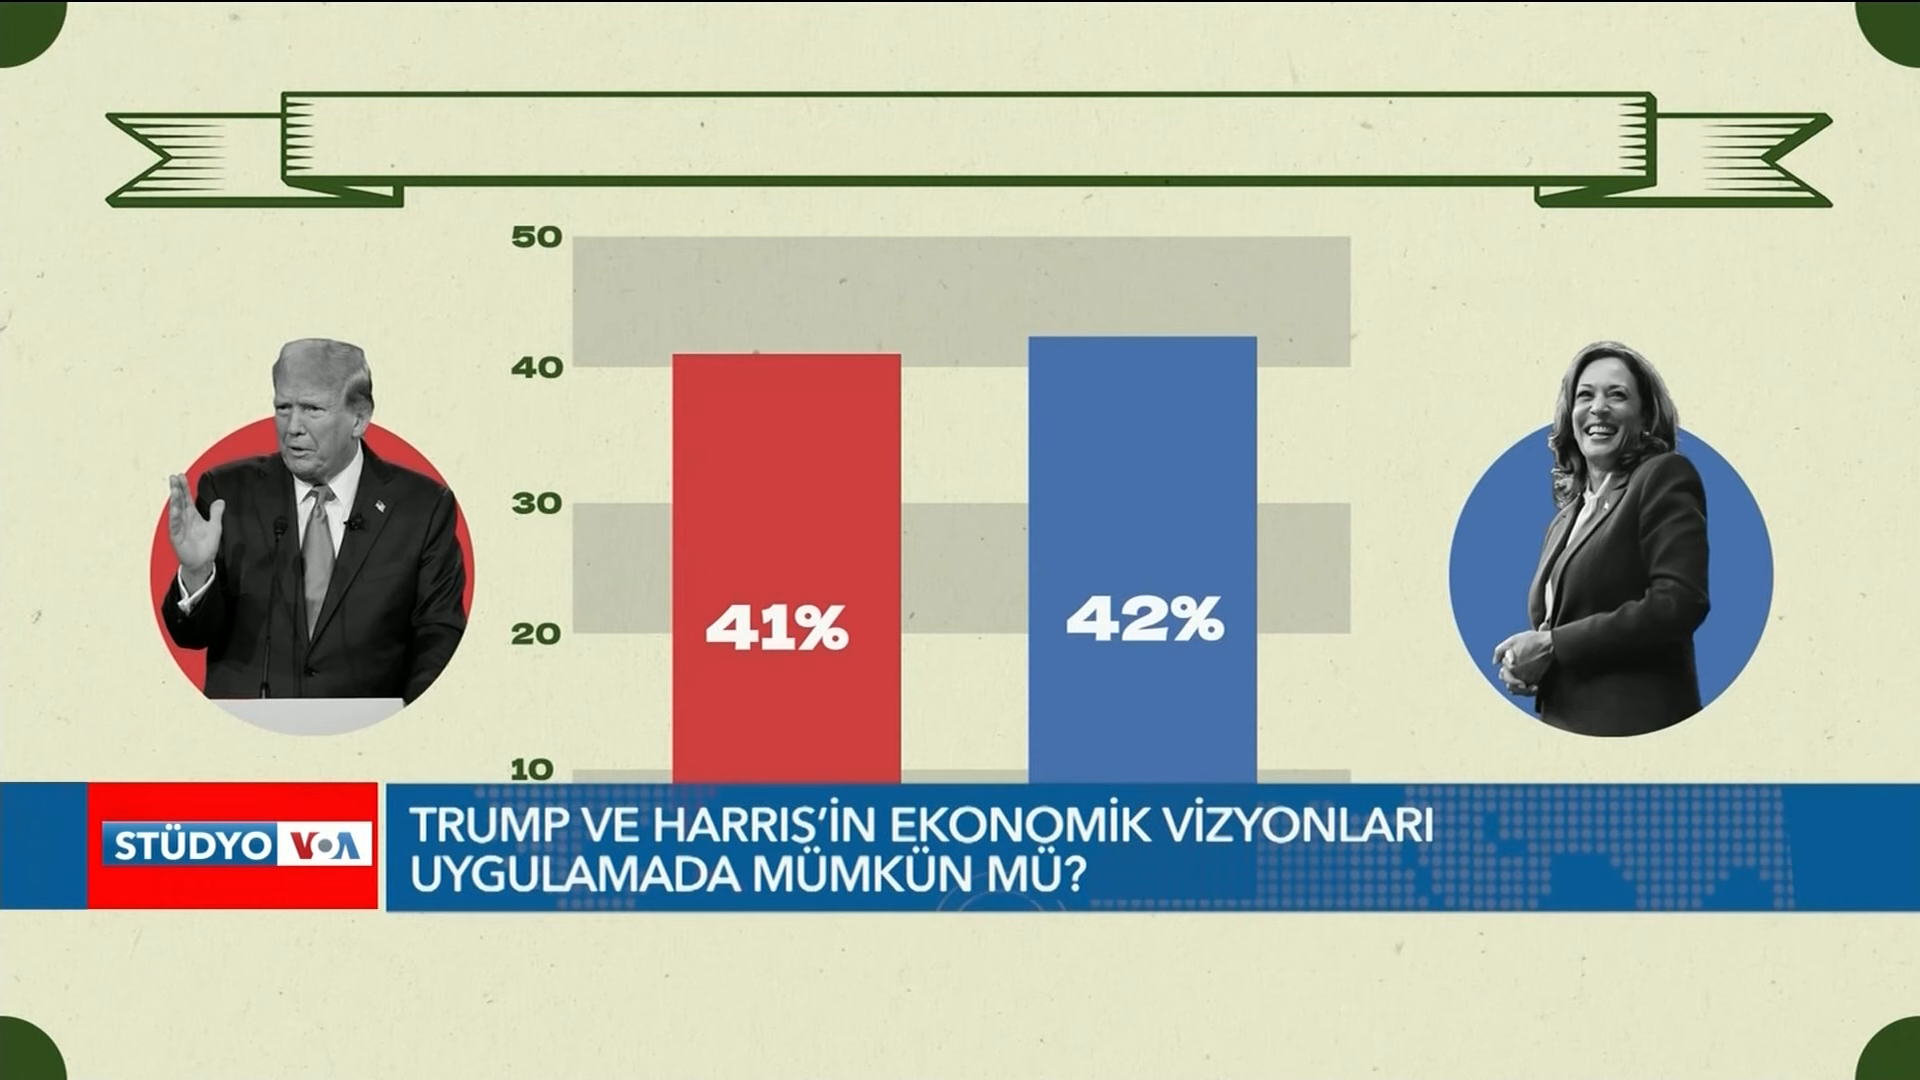 50
40
30
20
10
41%
42%
STÜDYO VOA
TRUMP VE HARRIS'İN EKONOMİK VİZYONLARI
UYGULAMADA MÜMKÜN MÜ?